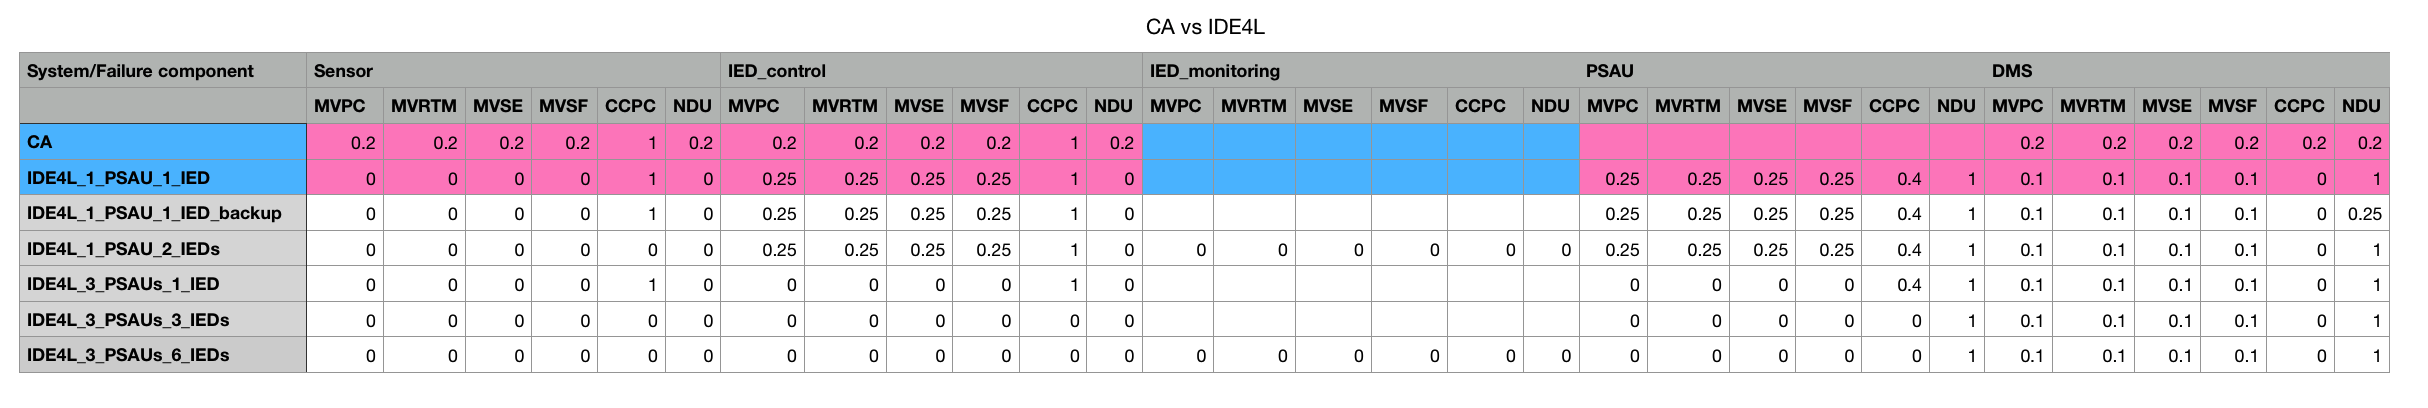 CA vs IDE4L
System/Failure component Sensor IED_control IED_monitoring PSAU DMS
MVPC MVRTM MVSE MVSF CCPC NDU MVPC MVRTM MVSE MVSF CCPC NDU MVPC MVRTM MVSE MVSF CCPC NDU MVPC MVRTM MVSE MVSF CCPC NDU MVPC MVRTM MVSE MVSF CCPC NDU
CA 0.2 0.2 0.2 0.2 1 0.2 0.2 0.2 0.2 0.2 1 0.2 0.2 0.2 0.2 0.2 0.2 0.2
IDE4L_1_PSAU_1_IED 0 0 0 0 1 0 0.25 0.25 0.25 0.25 1 0 0.25 0.25 0.25 0.25 0.4 1 0.1 0.1 0.1 0.1 0 1
IDE4L_1_PSAU_1_IED_backup 0 0 0 0 1 0 0.25 0.25 0.25 0.25 1 0 0.25 0.25 0.25 0.25 0.4 1 0.1 0.1 0.1 0.1 0 0.25
IDE4L_1_PSAU_2_IEDs 0 0 0 0 0 0 0.25 0.25 0.25 0.25 1 0 0 0 0 0 0 0 0.25 0.25 0.25 0.25 0.4 1 0.1 0.1 0.1 0.1 0 1
IDE4L_3_PSAUs_1_IED 0 0 0 0 1 0 0 0 0 0 1 0 0 0 0 0 0.4 1 0.1 0.1 0.1 0.1 0 1
IDE4L_3_PSAUs_3_IEDs 0 0 0 0 0 0 0 0 0 0 0 0 0 0 0 0 0 1 0.1 0.1 0.1 0.1 0 1
IDE4L_3_PSAUs_6_IEDs 0 0 0 0 0 0 0 0 0 0 0 0 0 0 0 0 0 0 0 0 0 0 0 1 0.1 0.1 0.1 0.1 0 1